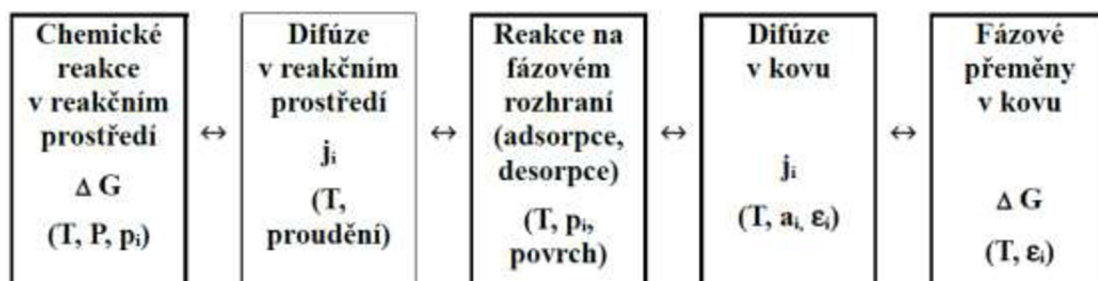 Chemické
reakce
v reakčním
prostředí
Δ G
(T, P, pᵢ)
↔
Difúze
v reakčním
prostředí
jᵢ
(T,
proudění)
↔
Reakce na
fázovém
rozhraní
(adsorpce,
desorpce)
(T, pᵢ,
povrch)
↔
Difúze
v kovu
jᵢ
(T, aᵢ, εᵢ)
↔
Fázové
přeměny
v kovu
Δ G
(T, εᵢ)